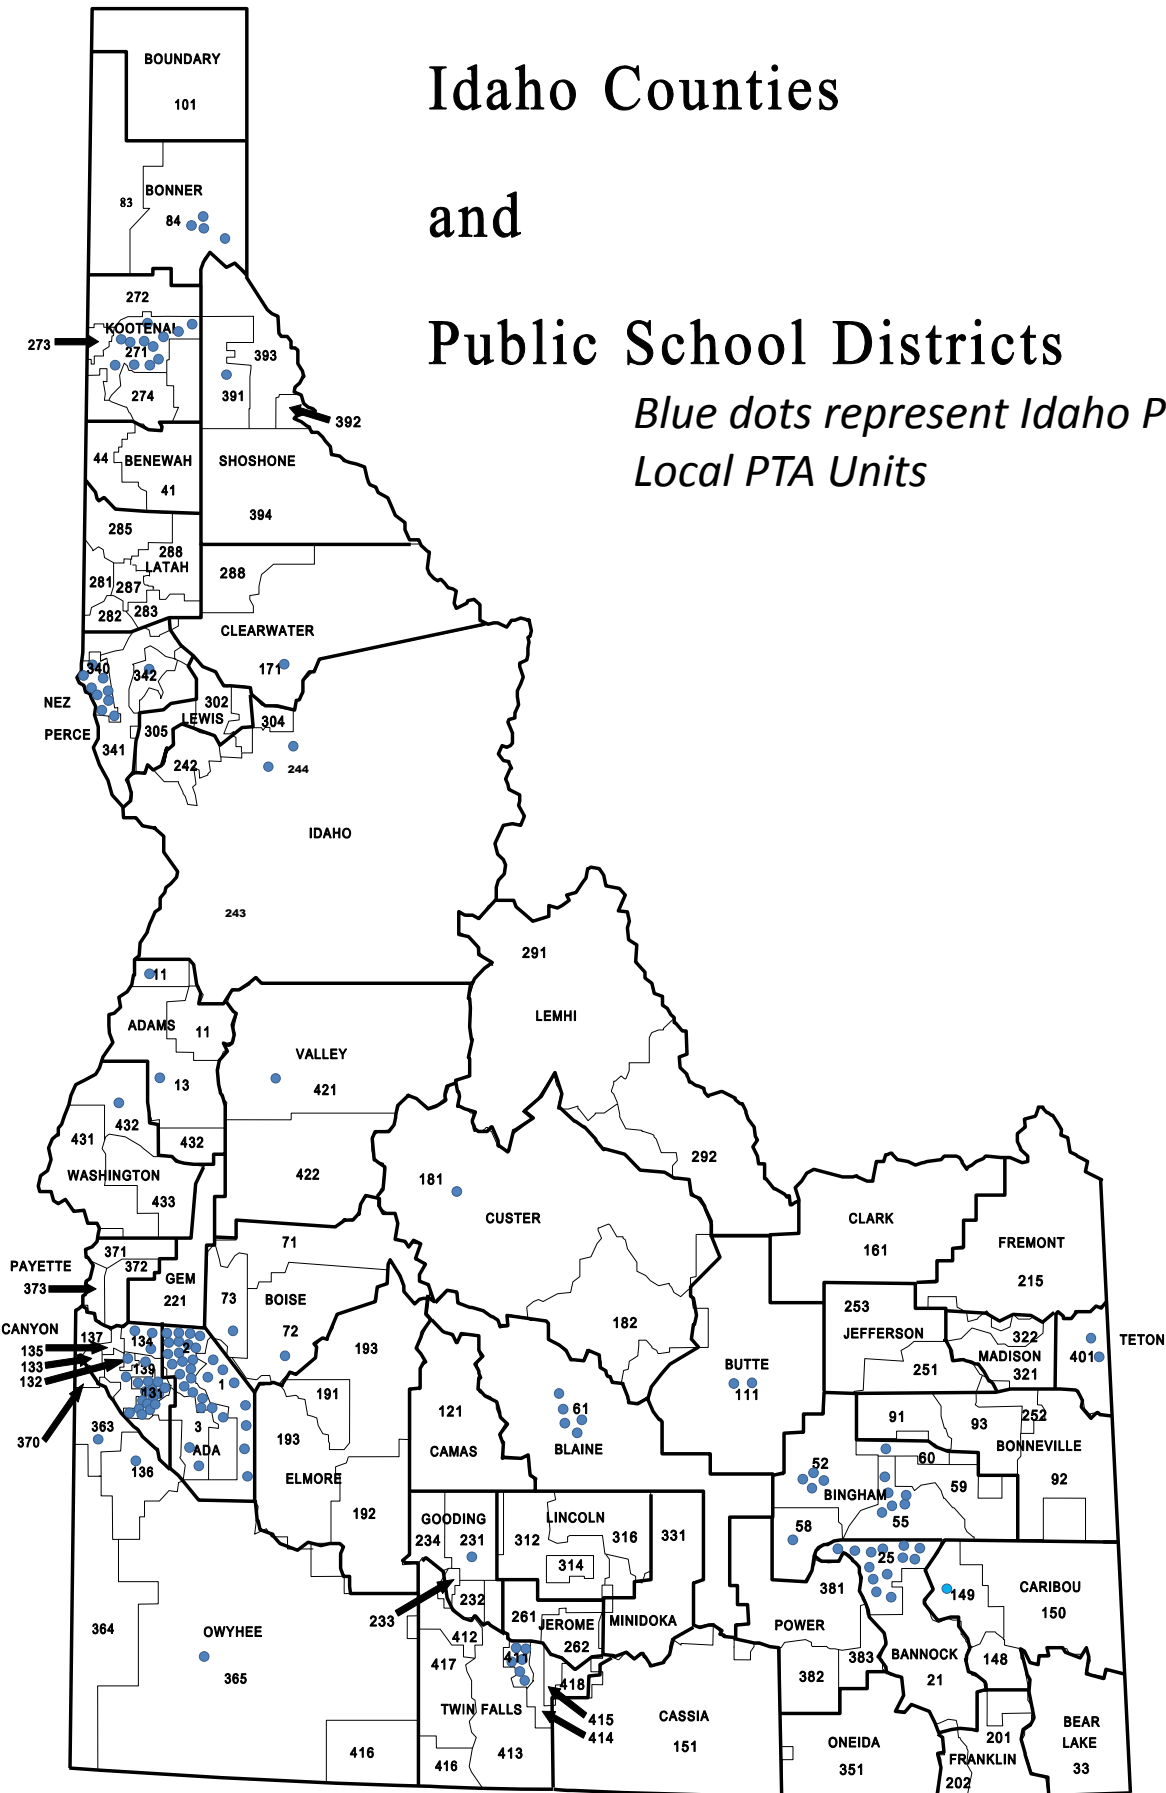 Idaho Counties
and
Public School Districts
Blue dots represent Idaho P
Local PTA Units
BOUNDARY
101
83
BONNER
84
272
KOOTENAI
273
271
393
274
391
392
44
BENEWAH
SHOSHONE
41
394
285
288
LATAH
288
281
287
282
283
CLEARWATER
340
342
171
NEZ
PERCE
302
LEWIS
304
305
341
242
244
IDAHO
243
291
11
LEMHI
ADAMS
11
VALLEY
13
421
432
431
432
292
WASHINGTON
422
181
433
CUSTER
CLARK
161
371
372
71
FREMONT
PAYETTE
373
GEM
221
73
BOISE
215
253
CANYON
137
134
2
72
193
182
JEFFERSON
322
TETON
135
133
132
139
MADISON
401
BUTTE
251
321
131
1
191
111
370
363
3
121
61
91
93
252
193
ADA
CAMAS
BLAINE
BONNEVILLE
136
52
60
ELMORE
59
92
BINGHAM
192
GOODING
LINCOLN
55
234
231
312
316
331
58
314
25
233
232
381
149
CARIBOU
150
261
JEROME
MINIDOKA
POWER
364
OWYHEE
412
262
BANNOCK
417
411
383
148
365
382
21
418
TWIN FALLS
415
414
CASSIA
151
BEAR
LAKE
33
416
416
413
ONEIDA
351
201
FRANKLIN
202